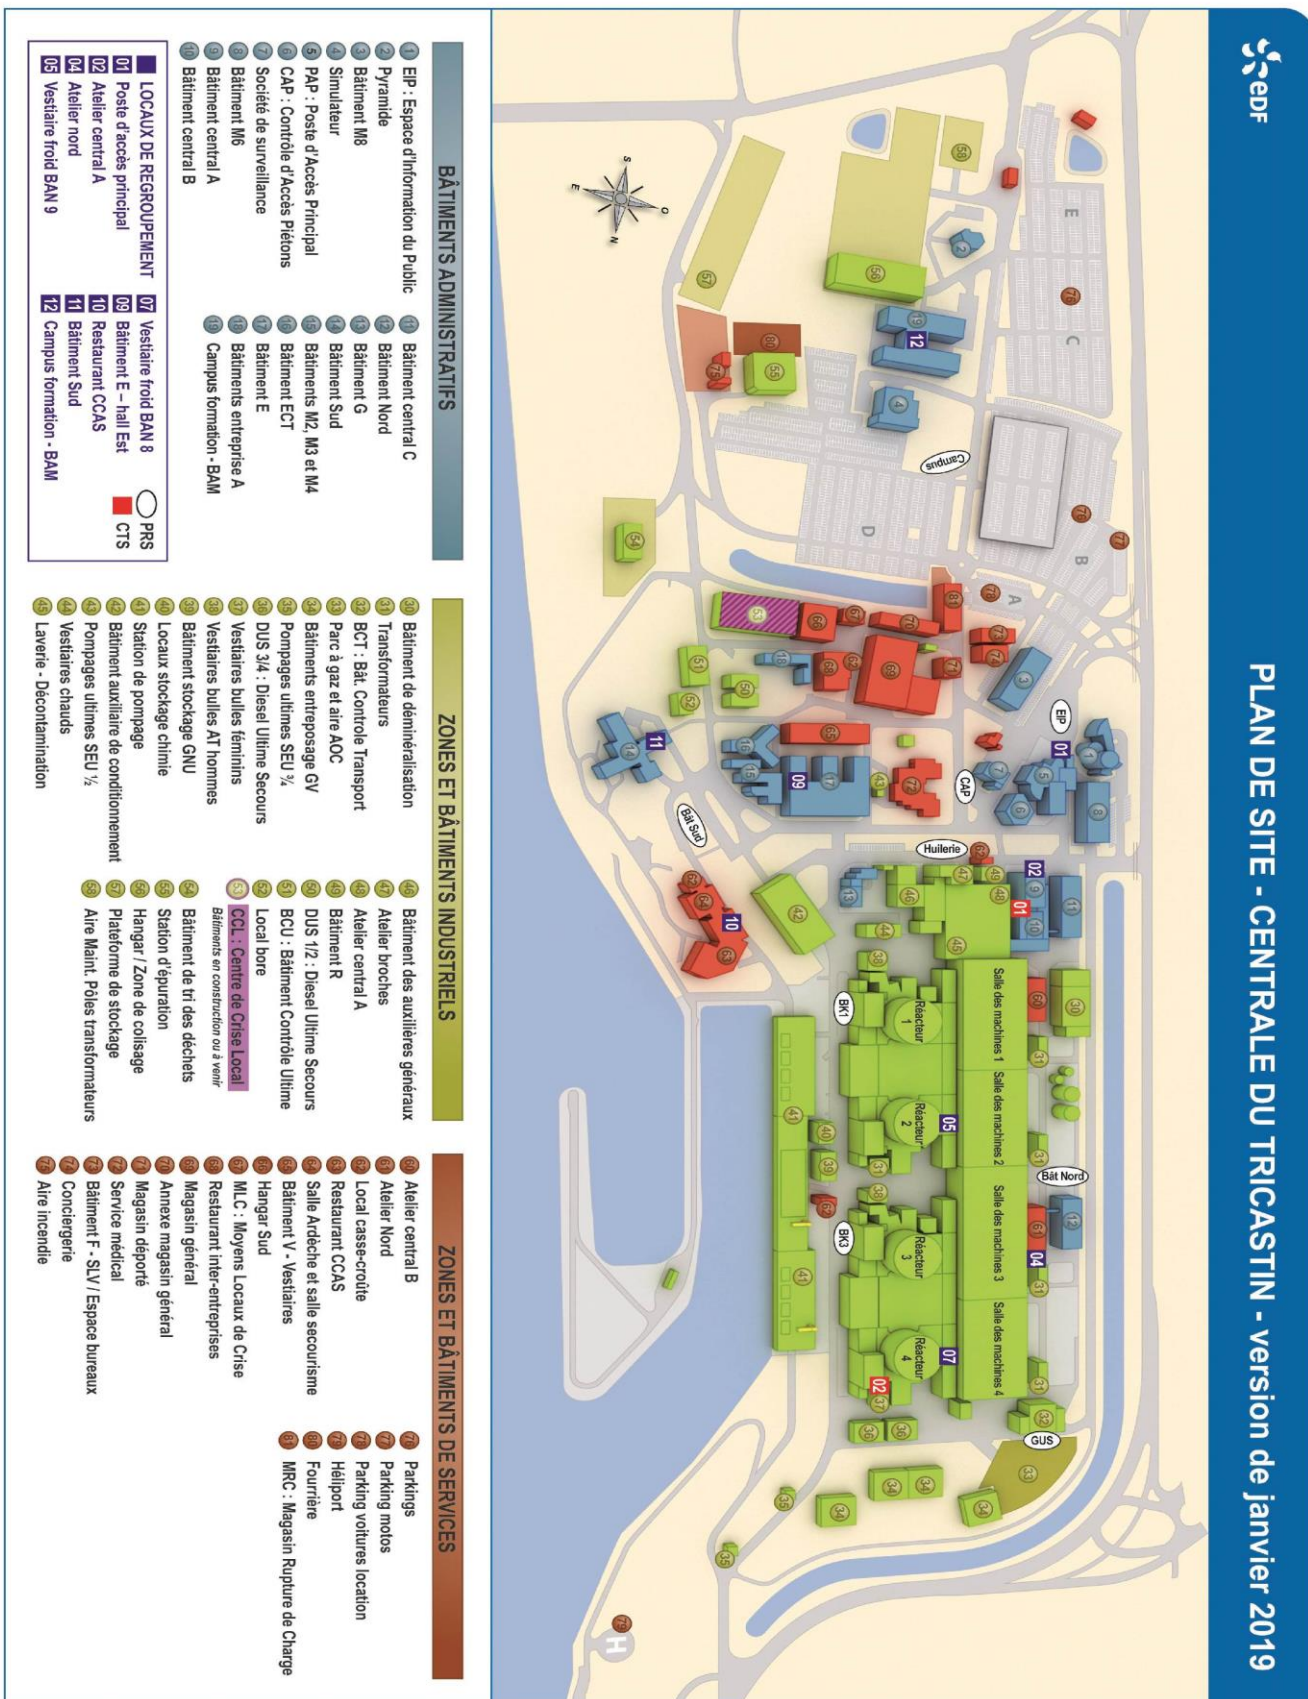 PLAN DE SITE - CENTRALE DU TRICASTIN - version de janvier 2019
eDF
E
C
B
D
A
S
E
O
N
Campus
EIP
CAP
Bât Sud
Huilerie
BK1
BK3
Bât Nord
GUS
Salle des machines 1
Salle des machines 2
Salle des machines 3
Salle des machines 4
Réacteur 1
Réacteur 2
Réacteur 3
Réacteur 4
H
BÂTIMENTS ADMINISTRATIFS
1 EIP : Espace d'Information du Public
2 Pyramide
3 Bâtiment M8
4 Simulateur
5 PAP : Poste d'Accès Principal
6 CAP : Contrôle d'Accès Piétons
7 Société de surveillance
8 Bâtiment M6
9 Bâtiment central A
10 Bâtiment central B
11 Bâtiment central C
12 Bâtiment Nord
13 Bâtiment G
14 Bâtiment Sud
15 Bâtiments M2, M3 et M4
16 Bâtiment ECT
17 Bâtiment E
18 Bâtiments entreprise A
19 Campus formation - BAM
LOCAUX DE REGROUPEMENT
01 Poste d'accès principal
02 Atelier central A
04 Atelier nord
05 Vestiaire froid BAN 9
07 Vestiaire froid BAN 8
09 Bâtiment E – hall Est
10 Restaurant CCAS
11 Bâtiment Sud
12 Campus formation - BAM
PRS
CTS
ZONES ET BÂTIMENTS INDUSTRIELS
30 Bâtiment de déminéralisation
31 Transformateurs
32 BCT : Bât. Controle Transport
33 Parc à gaz et aire AOC
34 Bâtiments entreposage GV
35 Pompages ultimes SEU ¾
36 DUS 3/4 : Diesel Ultime Secours
37 Vestiaires bulles féminins
38 Vestiaires bulles AT hommes
39 Bâtiment stockage GNU
40 Locaux stockage chimie
41 Station de pompage
42 Bâtiment auxiliaire de conditionnement
43 Pompages ultimes SEU ½
44 Vestiaires chauds
45 Laverie - Décontamination
46 Bâtiment des auxilières généraux
47 Atelier broches
48 Atelier central A
49 Bâtiment R
50 DUS 1/2 : Diesel Ultime Secours
51 BCU : Bâtiment Contrôle Ultime
52 Local bore
53 CCL : Centre de Crise Local
Bâtiments en construction ou à venir
54 Bâtiment de tri des déchets
55 Station d'épuration
56 Hangar / Zone de colisage
57 Plateforme de stockage
58 Aire Maint. Pôles transformateurs
ZONES ET BÂTIMENTS DE SERVICES
60 Atelier central B
61 Atelier Nord
62 Local casse-croûte
63 Restaurant CCAS
64 Salle Ardèche et salle secourisme
65 Bâtiment V - Vestiaires
66 Hangar Sud
67 MLC : Moyens Locaux de Crise
68 Restaurant inter-entreprises
69 Magasin général
70 Annexe magasin général
71 Magasin déporté
72 Service médical
73 Bâtiment F - SLV / Espace bureaux
74 Conciergerie
75 Aire incendie
76 Parkings
77 Parking motos
78 Parking voitures location
79 Héliport
80 Fourrière
81 MRC : Magasin Rupture de Charge